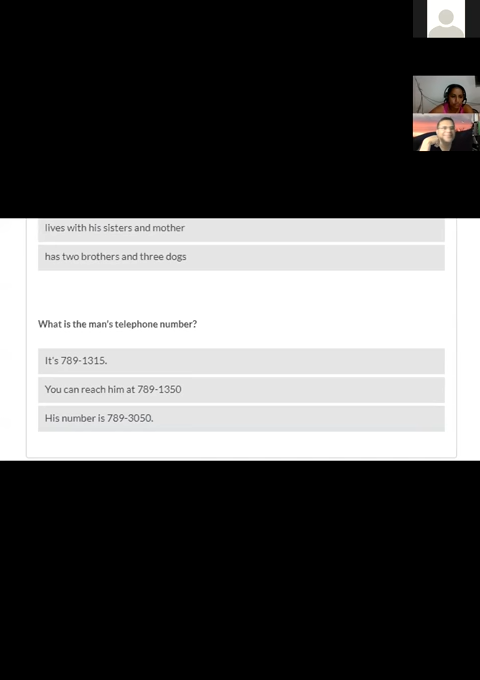 lives with his sisters and mother
has two brothers and three dogs
What is the man's telephone number?
It's 789-1315.
You can reach him at 789-1350
His number is 789-3050.